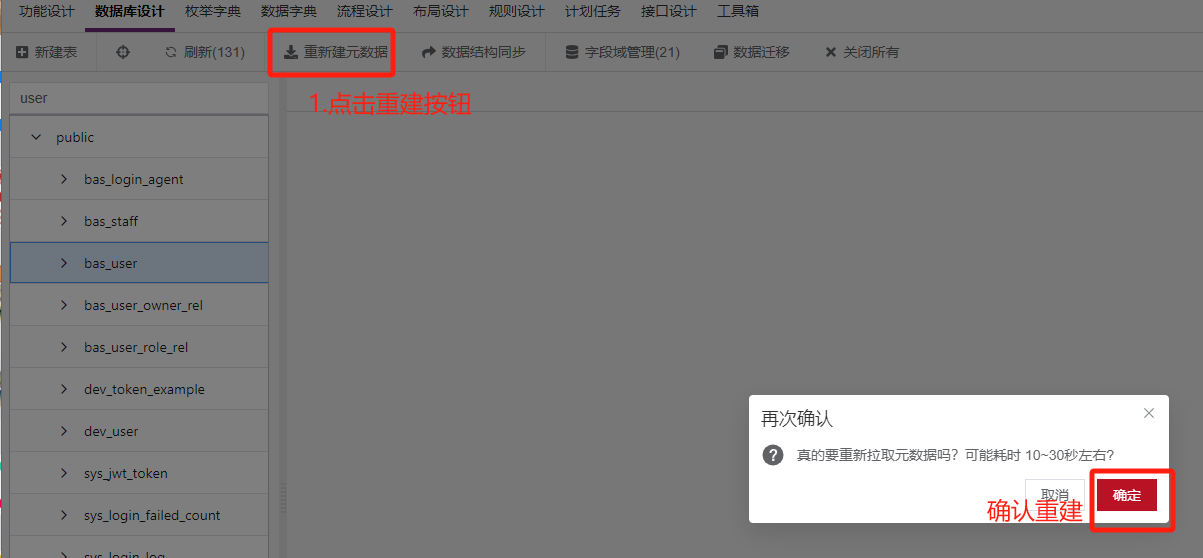 功能设计 数据库设计 枚举字典 数据字典 流程设计 布局设计 规则设计 计划任务 接口设计 工具箱
新建表 刷新(131) 重新建元数据 数据结构同步 字段域管理(21) 数据迁移 关闭所有
user
1.点击重建按钮
public
bas_login_agent
bas_staff
bas_user
bas_user_owner_rel
bas_user_role_rel
dev_token_example
dev_user
sys_jwt_token
sys_login_failed_count
sys_login_log
再次确认
真的要重新拉取元数据吗？可能耗时 10~30秒左右?
取消 确定
确认重建